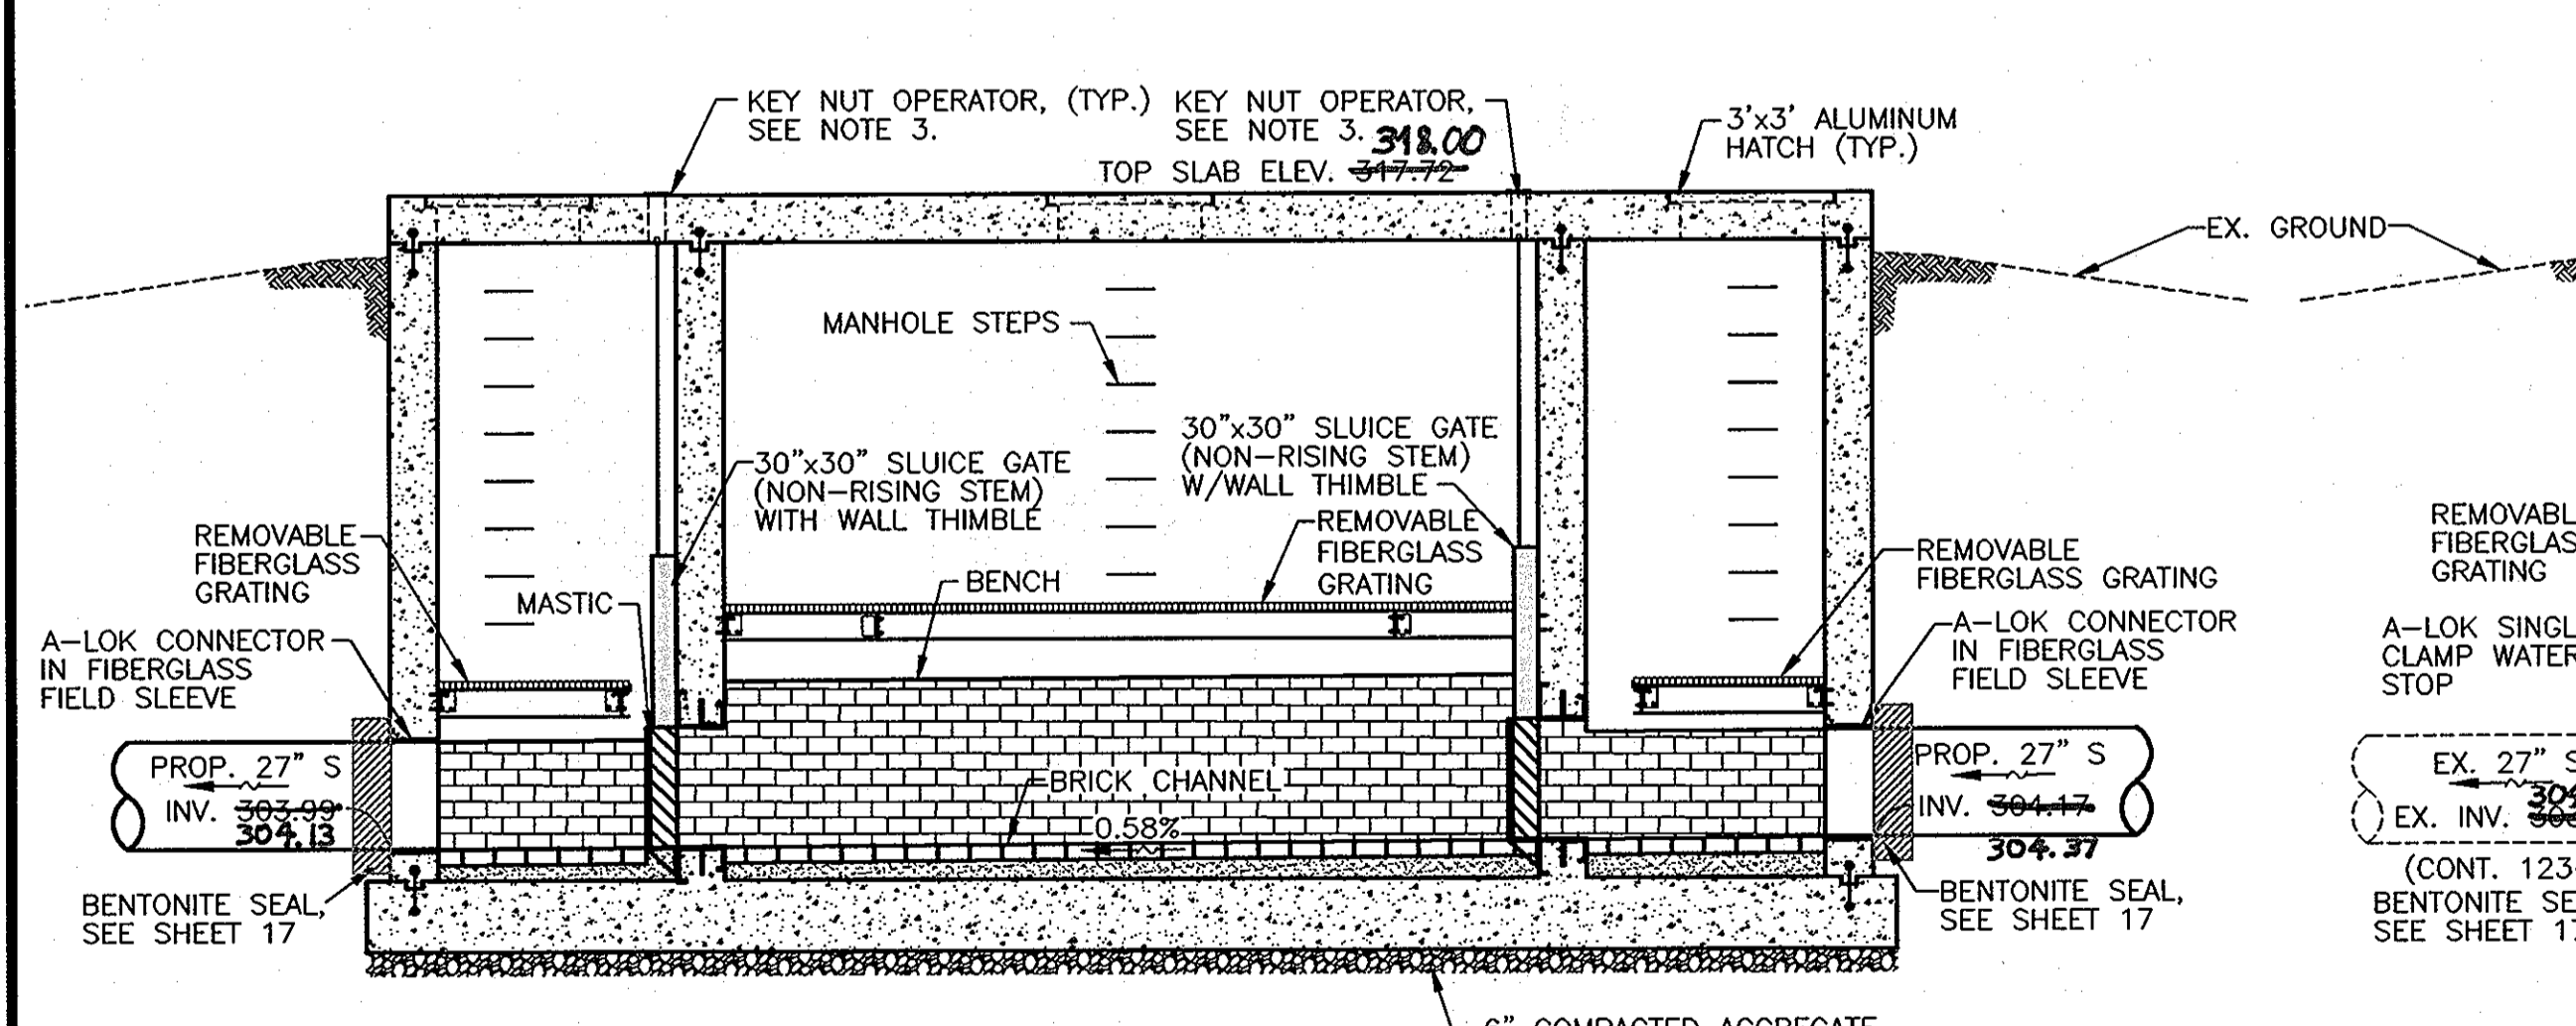 KEY NUT OPERATOR, (TYP.)
SEE NOTE 3.
KEY NUT OPERATOR,
SEE NOTE 3.
318.00
TOP SLAB ELEV. 317.72
3'x3' ALUMINUM
HATCH (TYP.)
EX. GROUND
MANHOLE STEPS
30"x30" SLUICE GATE
(NON-RISING STEM)
WITH WALL THIMBLE
30"x30" SLUICE GATE
(NON-RISING STEM)
W/WALL THIMBLE
REMOVABLE
FIBERGLASS
GRATING
REMOVABLE
FIBERGLASS
GRATING
MASTIC
BENCH
REMOVABLE
FIBERGLASS GRATING
A-LOK CONNECTOR
IN FIBERGLASS
FIELD SLEEVE
A-LOK CONNECTOR
IN FIBERGLASS
FIELD SLEEVE
REMOVABL
FIBERGLAS
GRATING
A-LOK SINGL
CLAMP WATER
STOP
PROP. 27" S
INV. 303.99
304.13
BRICK CHANNEL
0.58%
PROP. 27" S
INV. 304.17
304.37
EX. 27" S
304
EX. INV.
(CONT. 123
BENTONITE SEAL,
SEE SHEET 17
BENTONITE SEAL,
SEE SHEET 17
BENTONITE SE
SEE SHEET 17
6" COMPACTED AGGREGATE